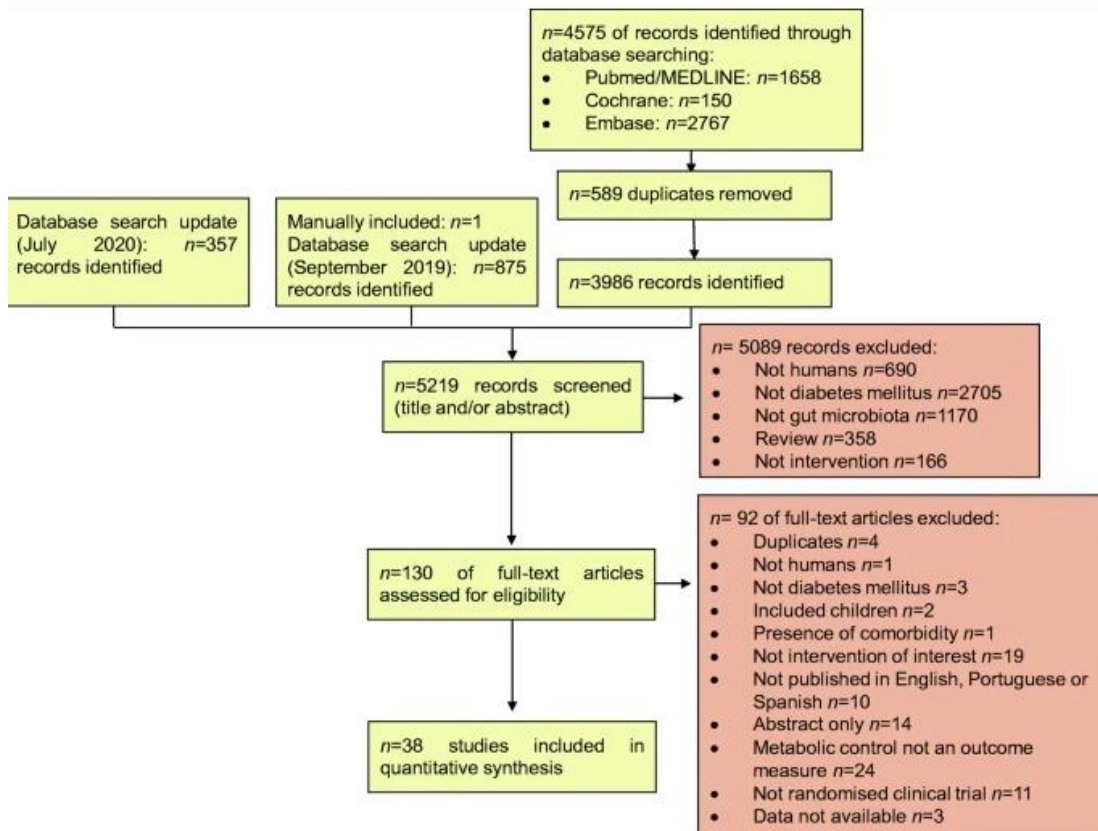 n=4575 of records identified through
database searching:
• Pubmed/MEDLINE: n=1658
• Cochrane: n=150
• Embase: n=2767
n=589 duplicates removed
Database search update
(July 2020): n=357
records identified
Manually included: n=1
Database search update
(September 2019): n=875
records identified
n=3986 records identified
n=5219 records screened
(title and/or abstract)
n= 5089 records excluded:
• Not humans n=690
• Not diabetes mellitus n=2705
• Not gut microbiota n=1170
• Review n=358
• Not intervention n=166
n=130 of full-text articles
assessed for eligibility
n= 92 of full-text articles excluded:
• Duplicates n=4
• Not humans n=1
• Not diabetes mellitus n=3
• Included children n=2
• Presence of comorbidity n=1
• Not intervention of interest n=19
• Not published in English, Portuguese or
Spanish n=10
• Abstract only n=14
• Metabolic control not an outcome
measure n=24
• Not randomised clinical trial n=11
• Data not available n=3
n=38 studies included in
quantitative synthesis